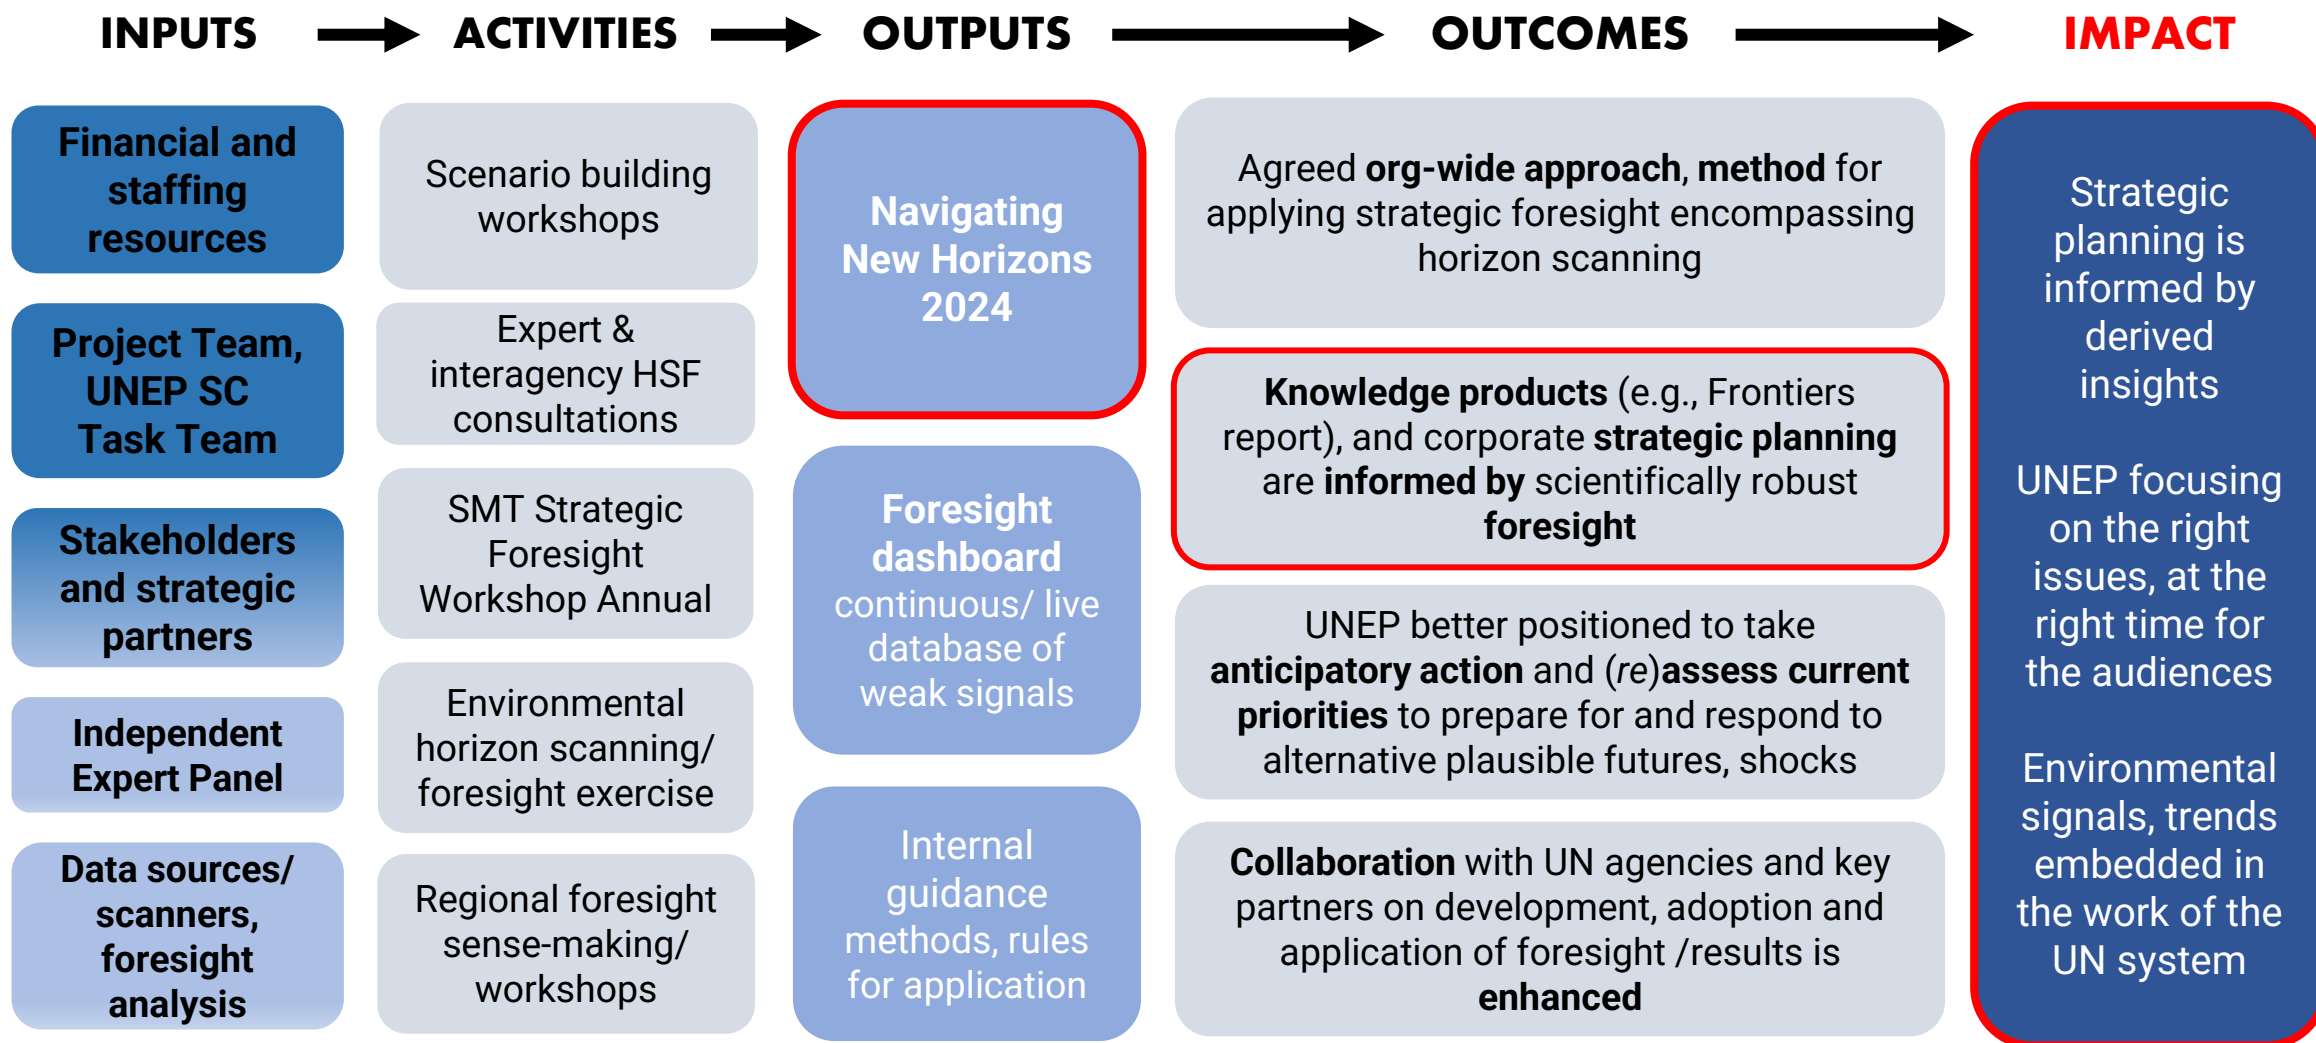 INPUTS
ACTIVITIES
OUTPUTS
OUTCOMES
IMPACT
Financial and
staffing
resources
Project Team,
UNEP SC
Task Team
Stakeholders
and strategic
partners
Independent
Expert Panel
Data sources/
scanners,
foresight
analysis
Scenario building
workshops
Expert &
interagency HSF
consultations
SMT Strategic
Foresight
Workshop Annual
Environmental
horizon scanning/
foresight exercise
Regional foresight
sense-making/
workshops
Navigating
New Horizons
2024
Foresight
dashboard
continuous/ live
database of
weak signals
Internal
guidance
methods, rules
for application
Agreed org-wide approach, method for
applying strategic foresight encompassing
horizon scanning
Knowledge products (e.g., Frontiers
report), and corporate strategic planning
are informed by scientifically robust
foresight
UNEP better positioned to take
anticipatory action and (re)assess current
priorities to prepare for and respond to
alternative plausible futures, shocks
Collaboration with UN agencies and key
partners on development, adoption and
application of foresight /results is
enhanced
Strategic
planning is
informed by
derived
insights
UNEP focusing
on the right
issues, at the
right time for
the audiences
Environmental
signals, trends
embedded in
the work of the
UN system